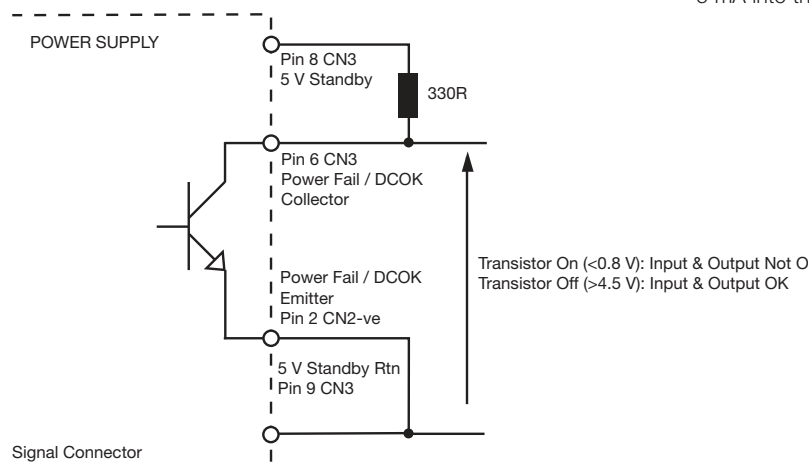 POWER SUPPLY
Pin 8 CN3
5 V Standby
330R
Pin 6 CN3
Power Fail / DCOK
Collector
Transistor On (<0.8 V): Input & Output Not O
Transistor Off (>4.5 V): Input & Output OK
Power Fail / DCOK
Emitter
Pin 2 CN2-ve
5 V Standby Rtn
Pin 9 CN3
Signal Connector